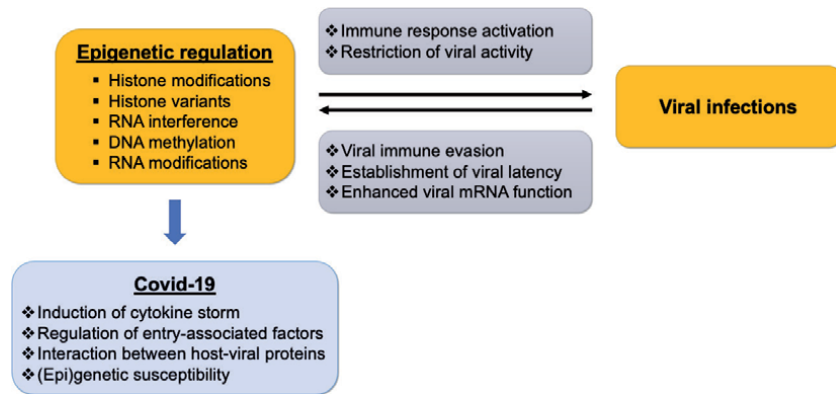 Epigenetic regulation
▪ Histone modifications
▪ Histone variants
▪ RNA interference
▪ DNA methylation
▪ RNA modifications
❖Immune response activation
❖Restriction of viral activity
Viral infections
❖Viral immune evasion
❖Establishment of viral latency
❖Enhanced viral mRNA function
Covid-19
❖Induction of cytokine storm
❖Regulation of entry-associated factors
❖Interaction between host-viral proteins
❖(Epi)genetic susceptibility